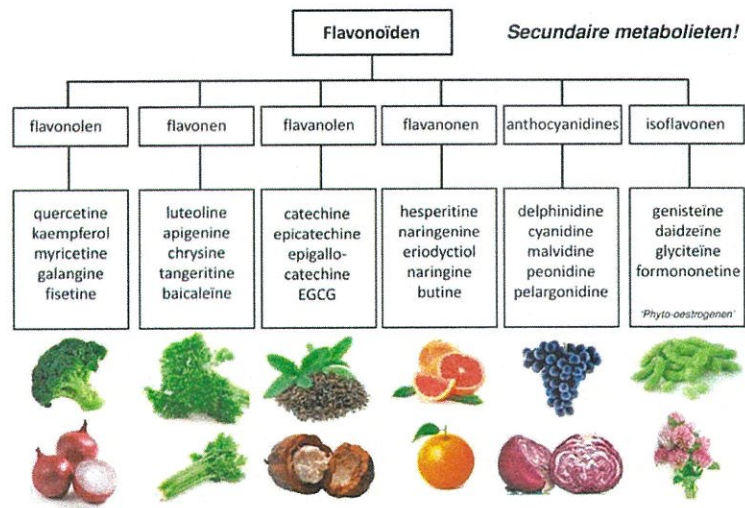 Flavonoïden
Secundaire metabolieten!
flavonolen
flavonen
flavanolen
flavanonen
anthocyanidines
isoflavonen
quercetine
kaempferol
myricetine
galangine
fisetine
luteoline
apigenine
chrysine
tangeritine
baicaleïne
catechine
epicatechine
epigallo-
catechine
EGCG
hesperitine
naringenine
eriodyctiol
naringine
butine
delphinidine
cyanidine
malvidine
peonidine
pelargonidine
genisteïne
daidzeïne
glyciteïne
formononetine
'Phyto-oestrogenen'